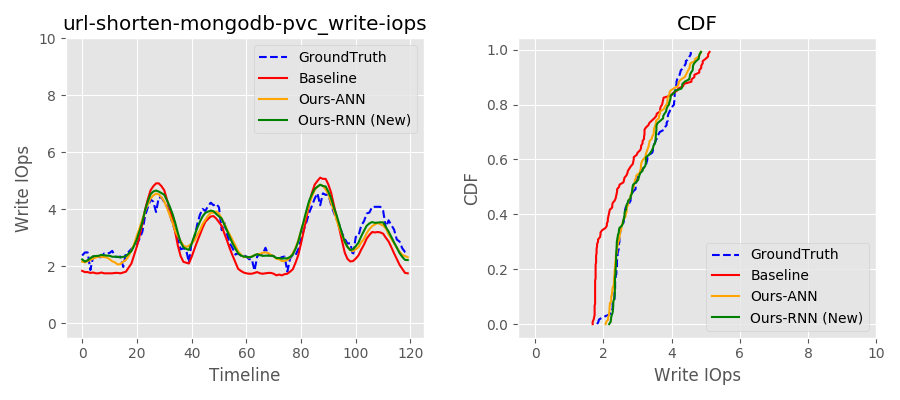 url-shorten-mongodb-pvc_write-iops
10
8
6
4
2
0
Write IOps
0
20
40
60
80
100
120
Timeline
GroundTruth
Baseline
Ours-ANN
Ours-RNN (New)
CDF
1.0
0.8
0.6
0.4
0.2
0.0
CDF
0
2
4
6
8
10
Write IOps
GroundTruth
Baseline
Ours-ANN
Ours-RNN (New)